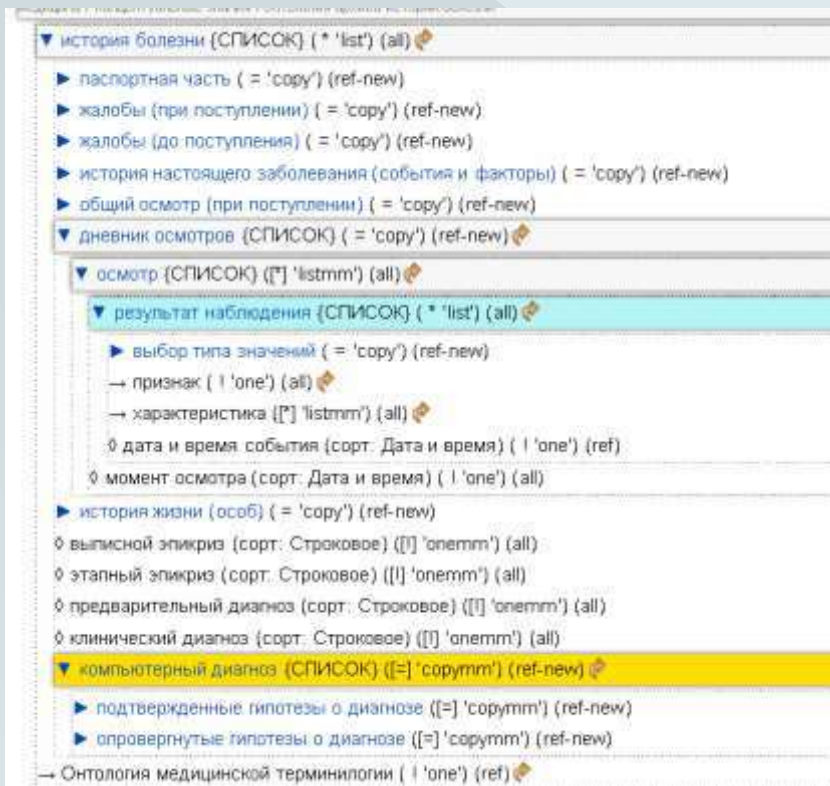 ▼ история болезни {СПИСОК} ( * 'list') (all)
► паспортная часть ( = 'copy') (ref-new)
► жалобы (при поступлении) ( = 'copy') (ref-new)
► жалобы (до поступления) ( = 'copy') (ref-new)
► история настоящего заболевания (события и факторы) ( = 'copy') (ref-new)
► общий осмотр (при поступлении) ( = 'copy') (ref-new)
▼ дневник осмотров {СПИСОК} ( = 'copy') (ref-new)
▼ осмотр {СПИСОК} ([*] 'listmm') (all)
▼ результат наблюдения {СПИСОК} ( * 'list') (all)
► выбор типа значений ( = 'copy') (ref-new)
→ признак ( ! 'one') (all)
→ характеристика ([*] 'listmm') (all)
◊ дата и время события (сорт: Дата и время) ( ! 'one') (ref)
◊ момент осмотра (сорт: Дата и время) ( ! 'one') (all)
► история жизни (особ) ( = 'copy') (ref-new)
◊ выписной эпикриз (сорт: Строковое) ([!] 'onemm') (all)
◊ этапный эпикриз (сорт: Строковое) ([!] 'onemm') (all)
◊ предварительный диагноз (сорт: Строковое) ([!] 'onemm') (all)
◊ клинический диагноз (сорт: Строковое) ([!] 'onemm') (all)
▼ компьютерный диагноз {СПИСОК} ([=] 'copymm') (ref-new)
► подтвержденные гипотезы о диагнозе ([=] 'copymm') (ref-new)
► опровергнутые гипотезы о диагнозе ([=] 'copymm') (ref-new)
→ Онтология медицинской терминилогии ( ! 'one') (ref)